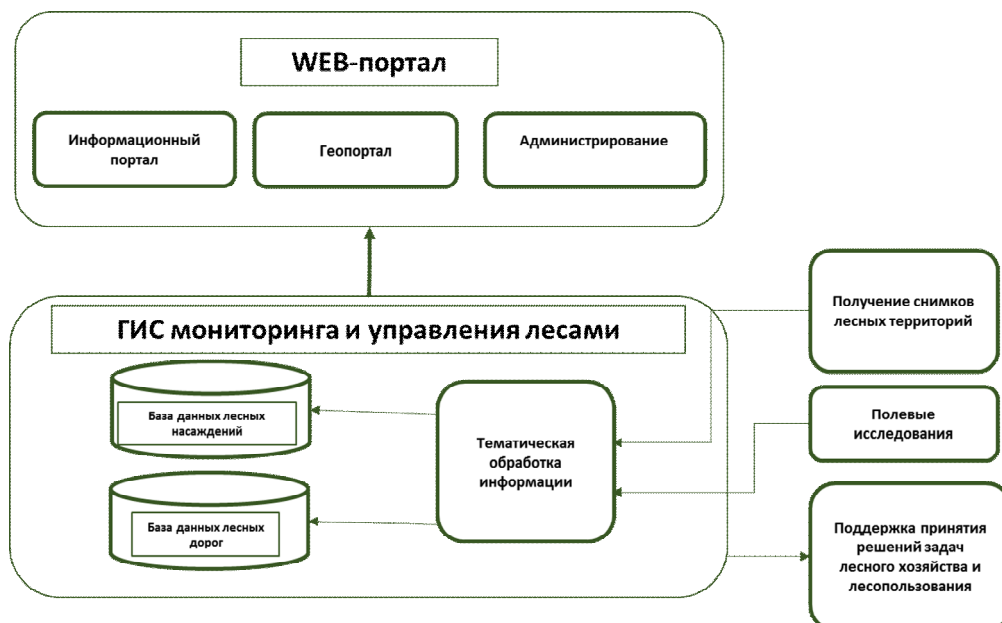 WEB-портал
Информационный
портал
Геопортал
Администрирование
ГИС мониторинга и управления лесами
База данных лесных
насаждений
База данных лесных
дорог
Тематическая
обработка
информации
Получение снимков
лесных территорий
Полевые
исследования
Поддержка принятия
решений задач
лесного хозяйства и
лесопользования